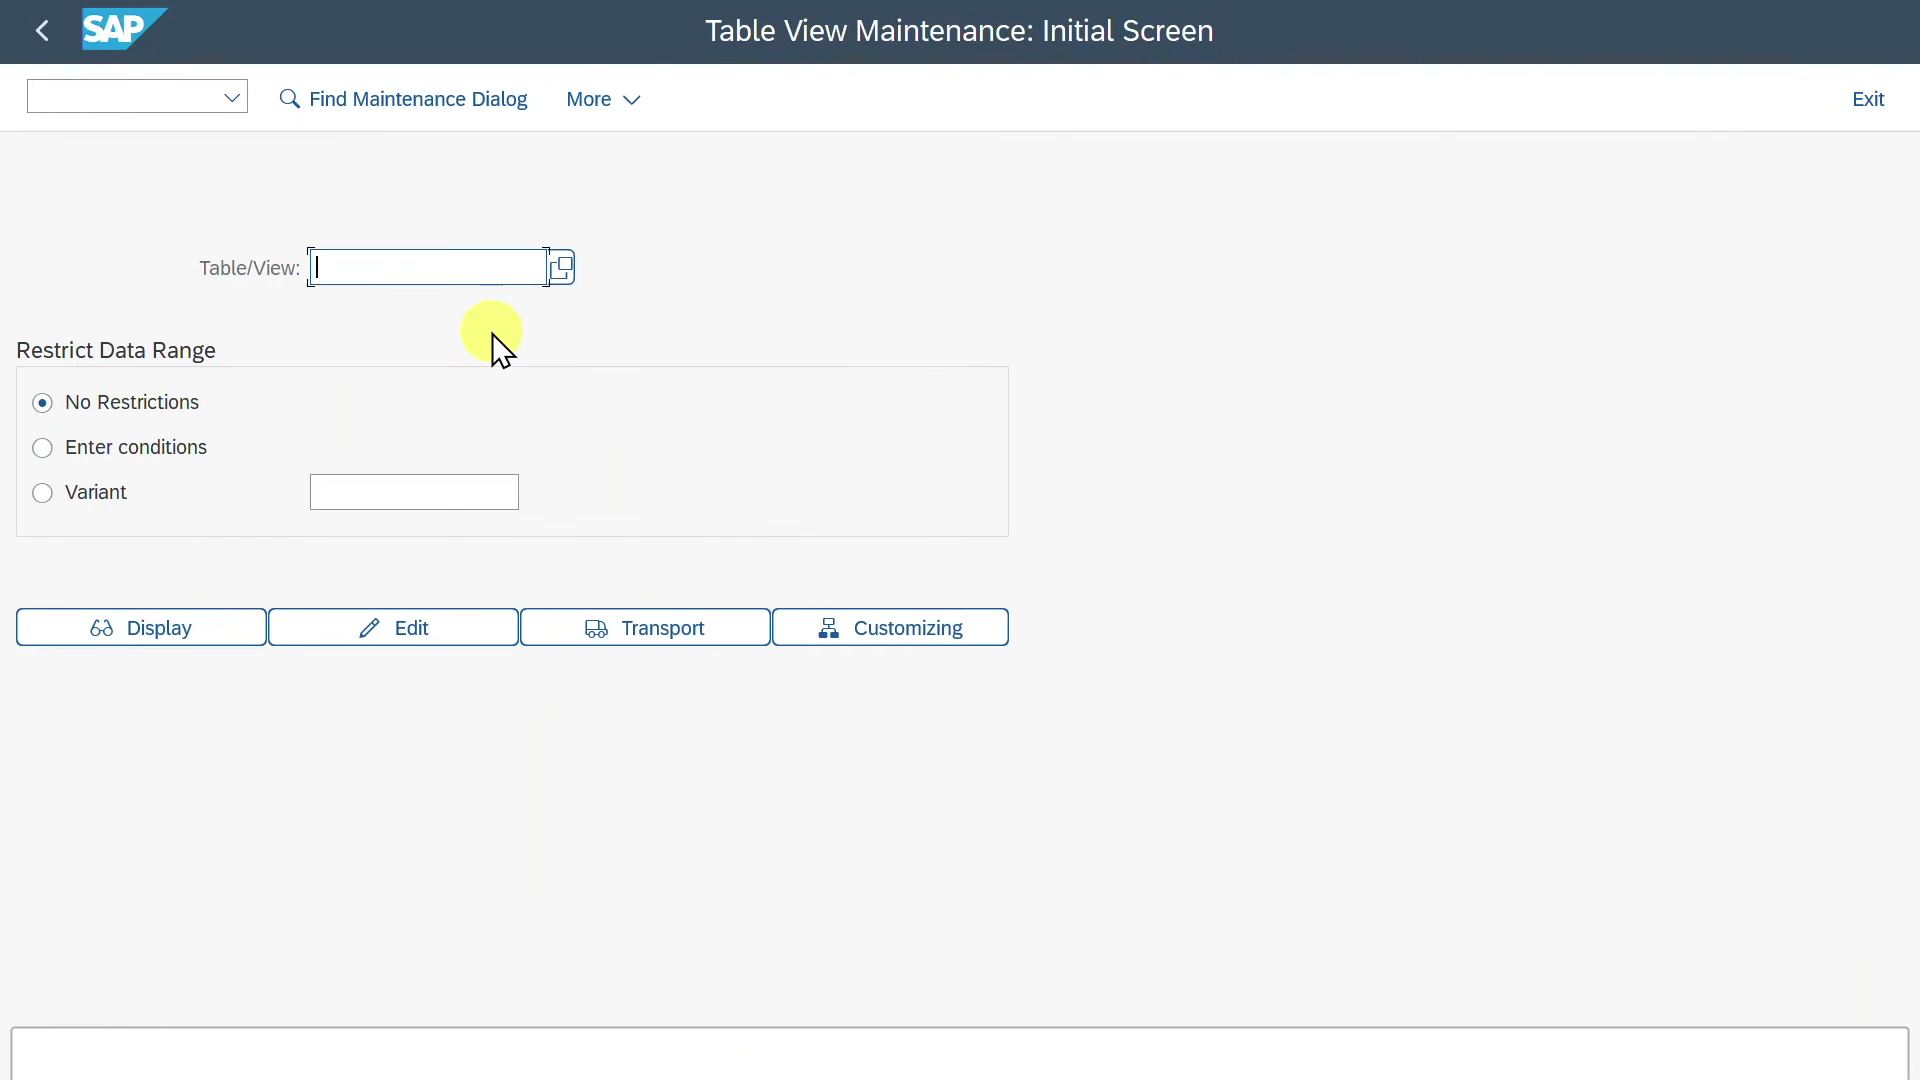 SAP
Table View Maintenance: Initial Screen
Find Maintenance Dialog
More
Exit
Table/View:
Restrict Data Range
No Restrictions
Enter conditions
Variant
Display
Edit
Transport
Customizing